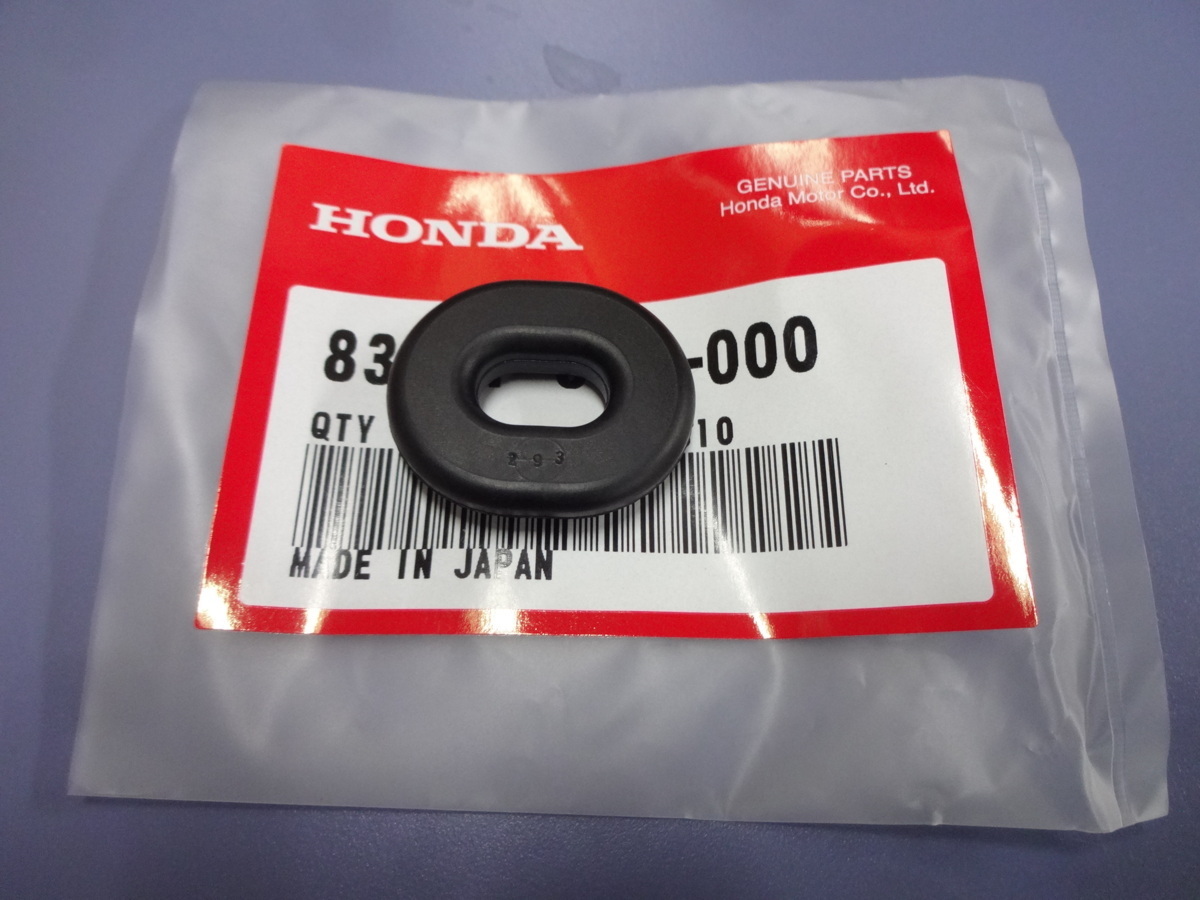 HONDA
GENUINE PARTS
Honda Motor Co., Ltd.
83 -000
QTY 10
293
MADE IN JAPAN